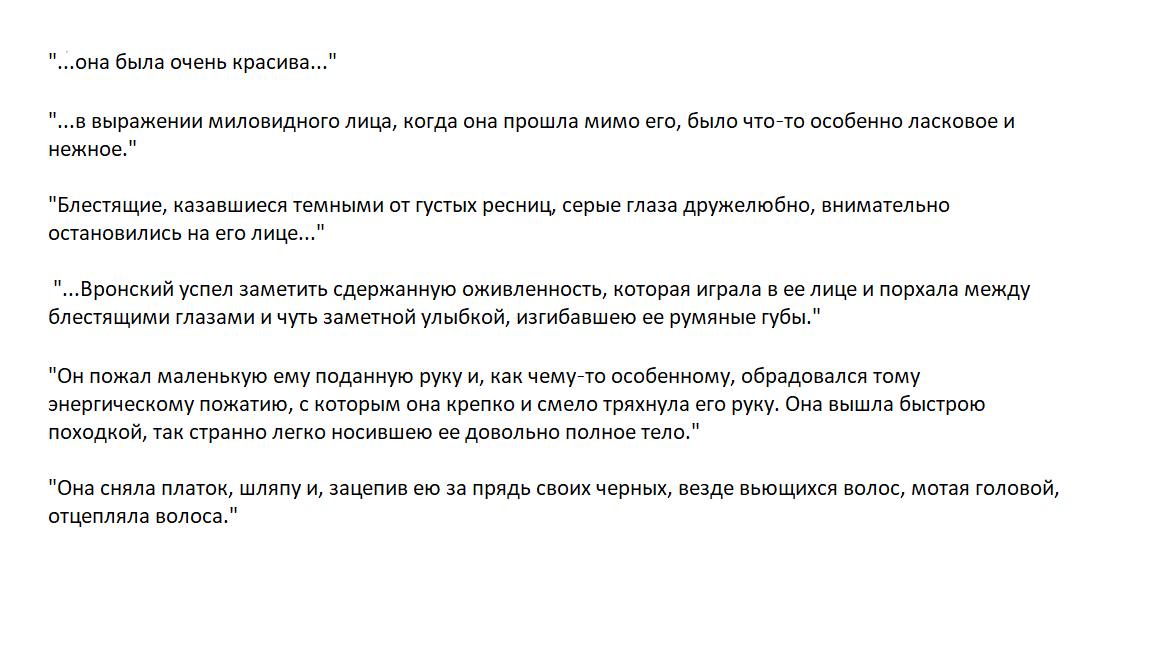 "...она была очень красива..."
"...в выражении миловидного лица, когда она прошла мимо его, было что-то особенно ласковое и
нежное."
"Блестящие, казавшиеся темными от густых ресниц, серые глаза дружелюбно, внимательно
остановились на его лице..."
"...Вронский успел заметить сдержанную оживленность, которая играла в ее лице и порхала между
блестящими глазами и чуть заметной улыбкой, изгибавшею ее румяные губы."
"Он пожал маленькую ему поданную руку и, как чему-то особенному, обрадовался тому
энергическому пожатию, с которым она крепко и смело тряхнула его руку. Она вышла быстрою
походкой, так странно легко носившею ее довольно полное тело."
"Она сняла платок, шляпу и, зацепив ею за прядь своих черных, везде вьющихся волос, мотая головой,
отцепляла волоса."